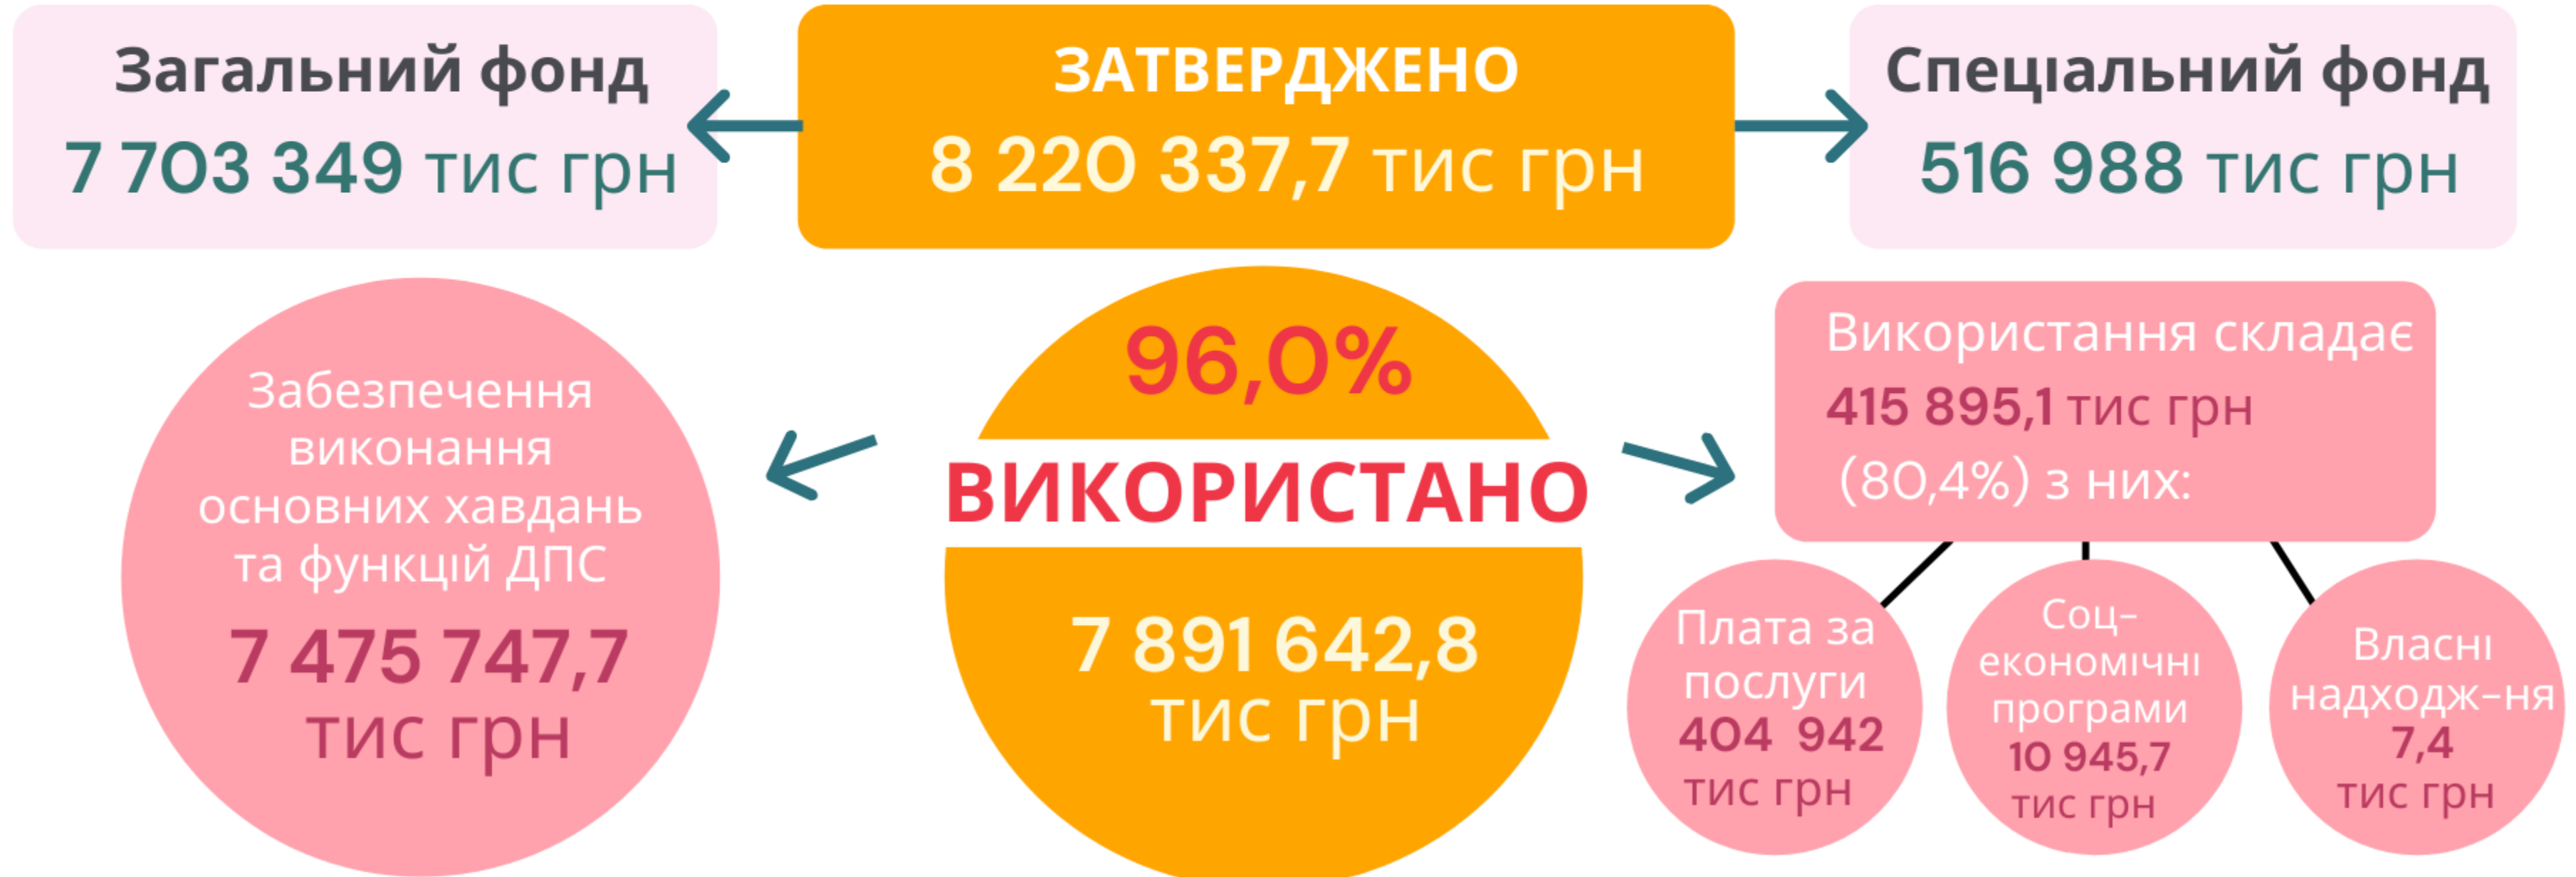 Загальний фонд
7 703 349 тис грн
ЗАТВЕРДЖЕНО
8 220 337,7 тис грн
Спеціальний фонд
516 988 тис грн
Забезпечення
виконання
основних хавдань
та функцій ДПС
7 475 747,7
тис грн
96,0%
ВИКОРИСТАНО
7 891 642,8
тис грн
Використання складає
415 895,1 тис грн
(80,4%) з них:
Плата за
послуги
404 942
тис грн
Соц-
економічні
програми
10 945,7
тис грн
Власні
надходж-ня
7,4
тис грн